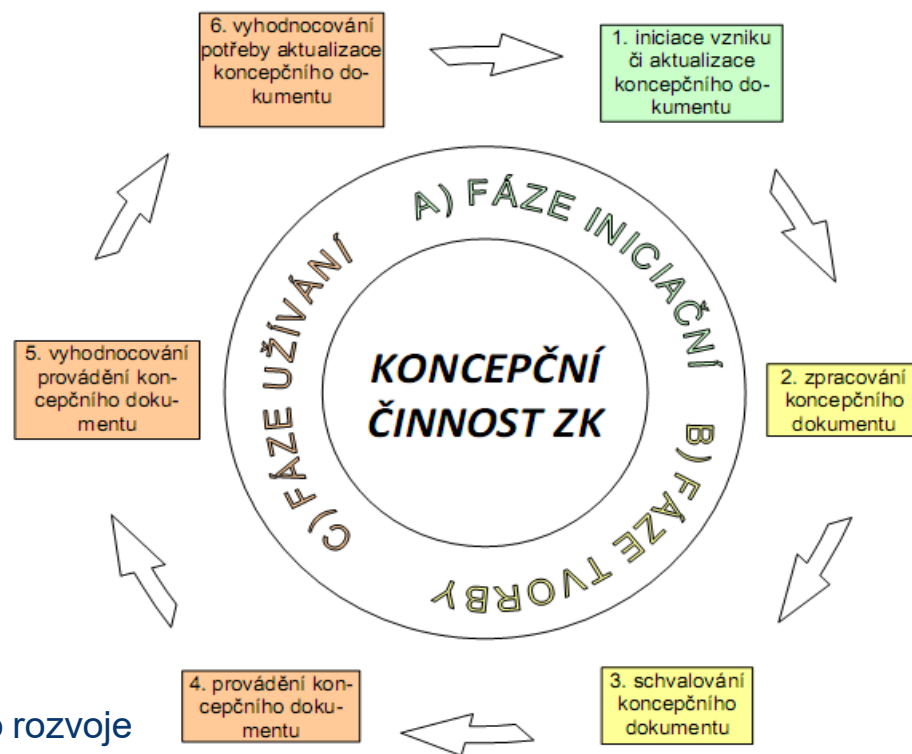 6. vyhodnocování
potřeby aktualizace
koncepčního do-
kumentu
1. iniciace vzniku
či aktualizace
koncepčního do-
kumentu
A) FÁZE INICIAČNÍ
B) FÁZE TVORBY
C) FÁZE UŽÍVÁNÍ
KONCEPČNÍ
ČINNOST ZK
5. vyhodnocování
provádění kon-
cepčního doku-
mentu
2. zpracování
koncepčního
dokumentu
4. provádění kon-
cepčního doku-
mentu
3. schvalování
koncepčního
dokumentu
o rozvoje